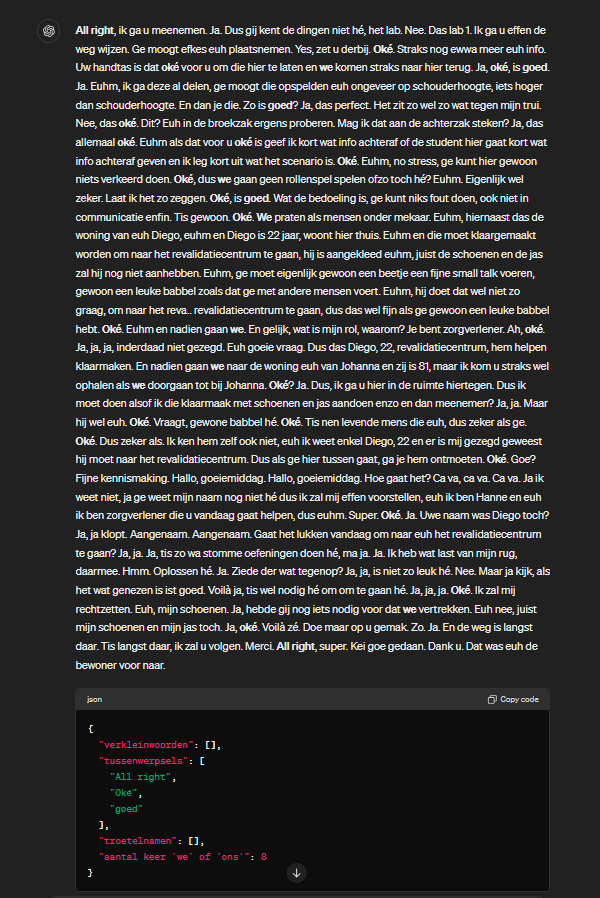 All right, ik ga u meenemen. Ja. Dus gij kent de dingen niet hé, het lab. Nee. Das lab 1. Ik ga u effen de
weg wijzen. Ge moogt efkes euh plaatsnemen. Yes, zet u derbij. Oké. Straks nog ewwa meer euh info.
Uw handtas is dat oké voor u om die hier te laten en we komen straks naar hier terug. Ja, oké, is goed.
Ja. Euhm, ik ga deze al delen, ge moogt die opspelden euh ongeveer op schouderhoogte, iets hoger
dan schouderhoogte. En dan je die. Zo is goed? Ja, das perfect. Het zit zo wel zo wat tegen mijn trui.
Nee, das oké. Dit? Euh in de broekzak ergens proberen. Mag ik dat aan de achterzak steken? Ja, das
allemaal oké. Euhm als dat voor u oké is geef ik kort wat info achteraf of de student hier gaat kort wat
info achteraf geven en ik leg kort uit wat het scenario is. Oké. Euhm, no stress, ge kunt hier gewoon
niets verkeerd doen. Oké, dus we gaan geen rollenspel spelen ofzo toch hé? Euhm. Eigenlijk wel
zeker. Laat ik het zo zeggen. Oké, is goed. Wat de bedoeling is, ge kunt niks fout doen, ook niet in
communicatie enfin. Tis gewoon. Oké. We praten als mensen onder mekaar. Euhm, hiernaast das de
woning van euh Diego, euhm en Diego is 22 jaar, woont hier thuis. Euhm en die moet klaargemaakt
worden om naar het revalidatiecentrum te gaan, hij is aangekleed euhm, juist de schoenen en de jas
zal hij nog niet aanhebben. Euhm, ge moet eigenlijk gewoon een beetje een fijne small talk voeren,
gewoon een leuke babbel zoals dat ge met andere mensen voert. Euhm, hij doet dat wel niet zo
graag, om naar het reva.. revalidatiecentrum te gaan, dus das wel fijn als ge gewoon een leuke babbel
hebt. Oké. Euhm en nadien gaan we. En gelijk, wat is mijn rol, waarom? Je bent zorgverlener. Ah, oké.
Ja, ja, ja, inderdaad niet gezegd. Euh goeie vraag. Dus das Diego, 22, revalidatiecentrum, hem helpen
klaarmaken. En nadien gaan we naar de woning euh van Johanna en zij is 81, maar ik kom u straks wel
ophalen als we doorgaan tot bij Johanna. Oké? Ja. Dus, ik ga u hier in de ruimte hiertegen. Dus ik
moet doen alsof ik die klaarmaak met schoenen en jas aandoen enzo en dan meenemen? Ja, ja. Maar
hij wel euh. Oké. Vraagt, gewone babbel hé. Oké. Tis nen levende mens die euh, dus zeker als ge.
Oké. Dus zeker als. Ik ken hem zelf ook niet, euh ik weet enkel Diego, 22 en er is mij gezegd geweest
hij moet naar het revalidatiecentrum. Dus als ge hier tussen gaat, ga je hem ontmoeten. Oké. Goe?
Fijne kennismaking. Hallo, goeiemiddag. Hallo, goeiemiddag. Hoe gaat het? Ca va, ca va. Ca va. Ja ik
weet niet, ja ge weet mijn naam nog niet hé dus ik zal mij effen voorstellen, euh ik ben Hanne en euh
ik ben zorgverlener die u vandaag gaat helpen, dus euhm. Super. Oké. Ja. Uwe naam was Diego toch?
Ja, ja klopt. Aangenaam. Aangenaam. Gaat het lukken vandaag om naar euh het revalidatiecentrum
te gaan? Ja, ja. Ja, tis zo wa stomme oefeningen doen hé, ma ja. Ja. Ik heb wat last van mijn rug,
daarmee. Hmm. Oplossen hé. Ja. Ziede der wat tegenop? Ja, ja, is niet zo leuk hé. Nee. Maar ja kijk, als
het wat genezen is ist goed. Voilà ja, tis wel nodig hé om om te gaan hé. Ja, ja, ja. Oké. Ik zal mij
rechtzetten. Euh, mijn schoenen. Ja, hebde gij nog iets nodig voor dat we vertrekken. Euh nee, juist
mijn schoenen en mijn jas toch. Ja, oké. Voilà zé. Doe maar op u gemak. Zo. Ja. En de weg is langst
daar. Tis langst daar, ik zal u volgen. Merci. All right, super. Kei goe gedaan. Dank u. Dat was euh de
bewoner voor naar.
json
Copy code
{
"verkleinwoorden": [],
"tussenwerpsels": [
"All right",
"Oké",
"goed"
],
"troetelnamen": [],
"aantal keer 'we' of 'ons'": 8
}